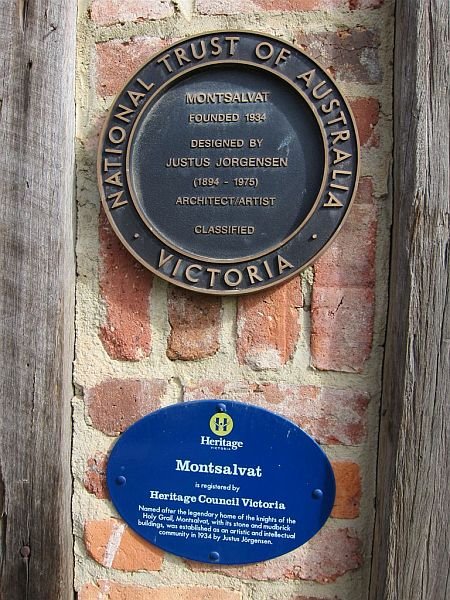 NATIONAL TRUST OF AUSTRALIA
MONTSALVAT
FOUNDED 1934
DESIGNED BY
JUSTUS JORGENSEN
(1894 - 1975)
ARCHITECT/ARTIST
CLASSIFIED
• VICTORIA •
H
Heritage
VICTORIA
Montsalvat
is registered by
Heritage Council Victoria
Named after the legendary home of the knights of the
Holy Grail, Montsalvat, with its stone and mudbrick
buildings, was established as an artistic and intellectual
community in 1934 by Justus Jörgensen.